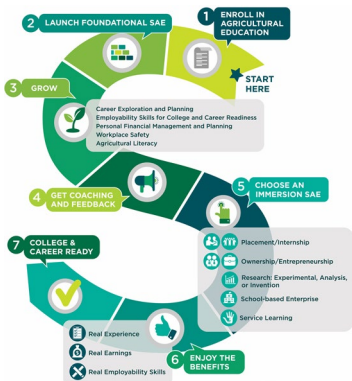 1 ENROLL IN
AGRICULTURAL
EDUCATION
START
HERE
2 LAUNCH FOUNDATIONAL SAE
3 GROW
Career Exploration and Planning
Employability Skills for College and Career Readiness
Personal Financial Management and Planning
Workplace Safety
Agricultural Literacy
4 GET COACHING
AND FEEDBACK
5 CHOOSE AN
IMMERSION SAE
Placement/Internship
Ownership/Entrepreneurship
Research: Experimental, Analysis,
or Invention
School-based Enterprise
Service Learning
6 ENJOY THE
BENEFITS
Real Experience
Real Earnings
Real Employability Skills
7 COLLEGE &
CAREER READY